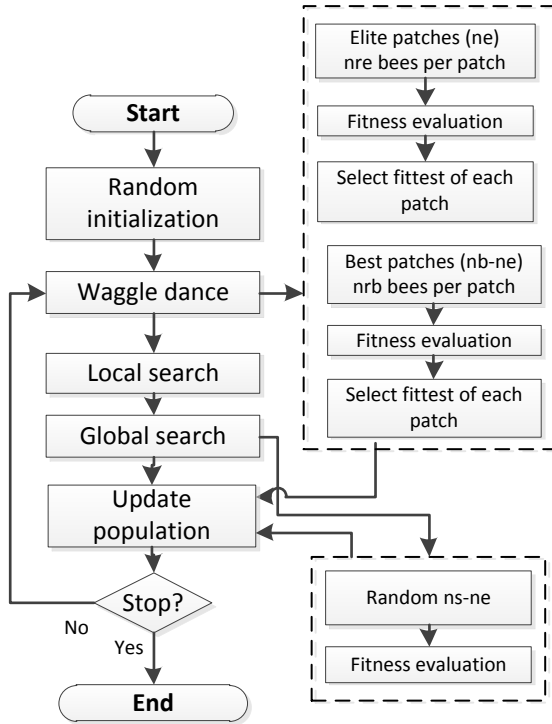 Start
Random
initialization
Waggle dance
Local search
Global search
Update
population
Stop?
No
Yes
End
Elite patches (ne)
nre bees per patch
Fitness evaluation
Select fittest of each
patch
Best patches (nb-ne)
nrb bees per patch
Fitness evaluation
Select fittest of each
patch
Random ns-ne
Fitness evaluation